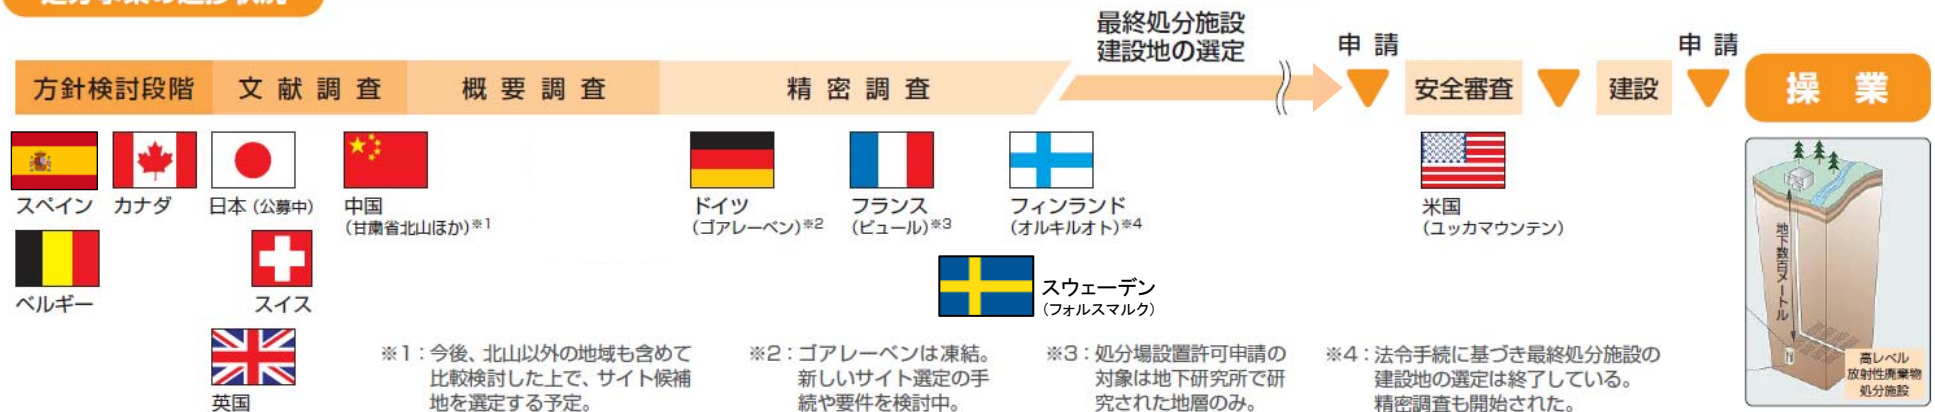 最終処分施設
建設地の選定
申請
申請
方針検討段階
文献調査
概要調査
精密調査
安全審査
建設
操業
スペイン
カナダ
日本（公募中）
中国
（甘粛省北山ほか）※1
ドイツ
（ゴアレーベン）※2
フランス
（ビュール）※3
フィンランド
（オルキルオト）※4
米国
（ユッカマウンテン）
ベルギー
スイス
スウェーデン
（フォルスマルク）
英国
※1：今後、北山以外の地域も含めて
比較検討した上で、サイト候補
地を選定する予定。
※2：ゴアレーベンは凍結。
新しいサイト選定の手
続や要件を検討中。
※3：処分場設置許可申請の
対象は地下研究所で研
究された地層のみ。
※4：法令手続に基づき最終処分施設の
建設地の選定は終了している。
精密調査も開始された。
地下数百メートル
高レベル
放射性廃棄物
処分施設